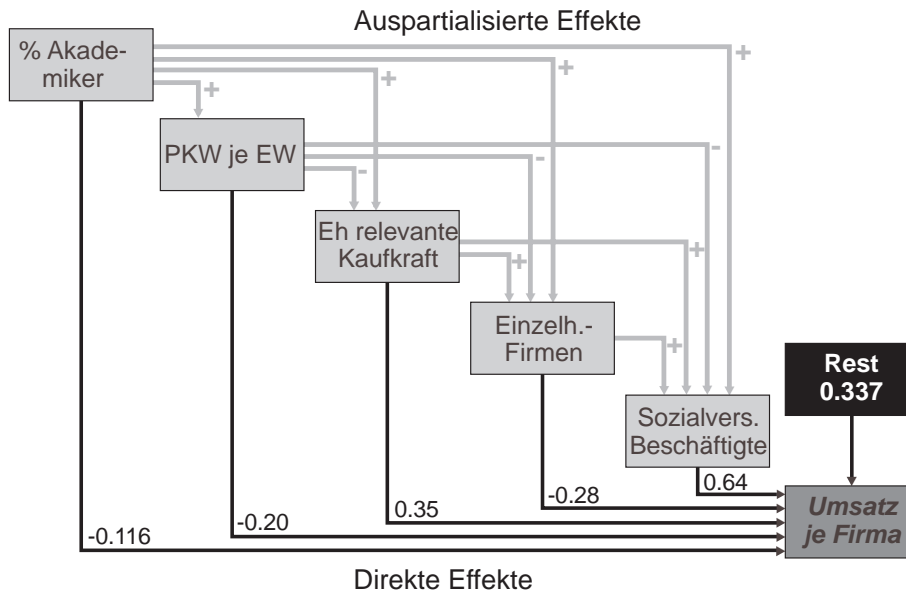 Auspartialisierte Effekte
% Akade-
miker
+
+
+
+
PKW je EW
-
-
-
Eh relevante
Kaufkraft
+
+
Einzelh.-
Firmen
+
Rest
0.337
Sozialvers.
Beschäftigte
0.64
-0.28
0.35
-0.20
-0.116
Umsatz
je Firma
Direkte Effekte